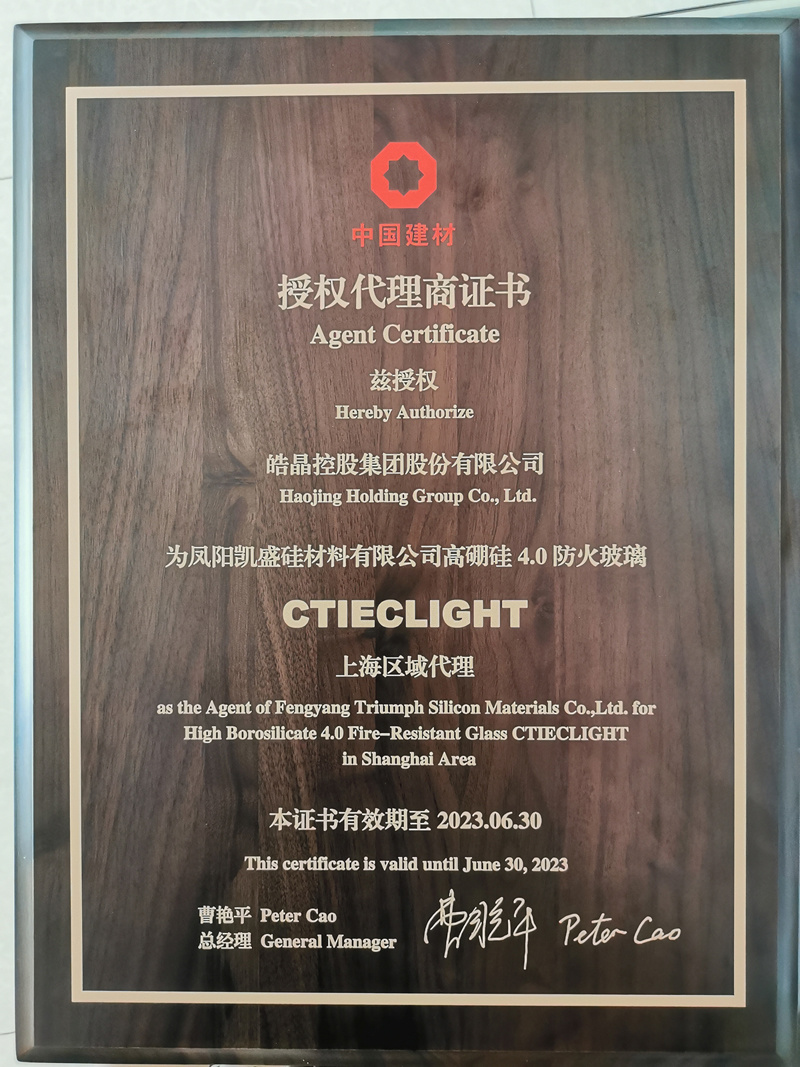 中国建材
授权代理商证书
Agent Certificate
兹授权
Hereby Authorize
皓晶控股集团股份有限公司
Haojing Holding Group Co., Ltd.
为凤阳凯盛硅材料有限公司高硼硅 4.0 防火玻璃
CTIECLIGHT
上海区域代理
as the Agent of Fengyang Triumph Silicon Materials Co.,Ltd. for
High Borosilicate 4.0 Fire-Resistant Glass CTIECLIGHT
in Shanghai Area
本证书有效期至 2023.06.30
This certificate is valid until June 30, 2023
曹艳平 Peter Cao
总经理 General Manager
曹艳平 Peter Cao